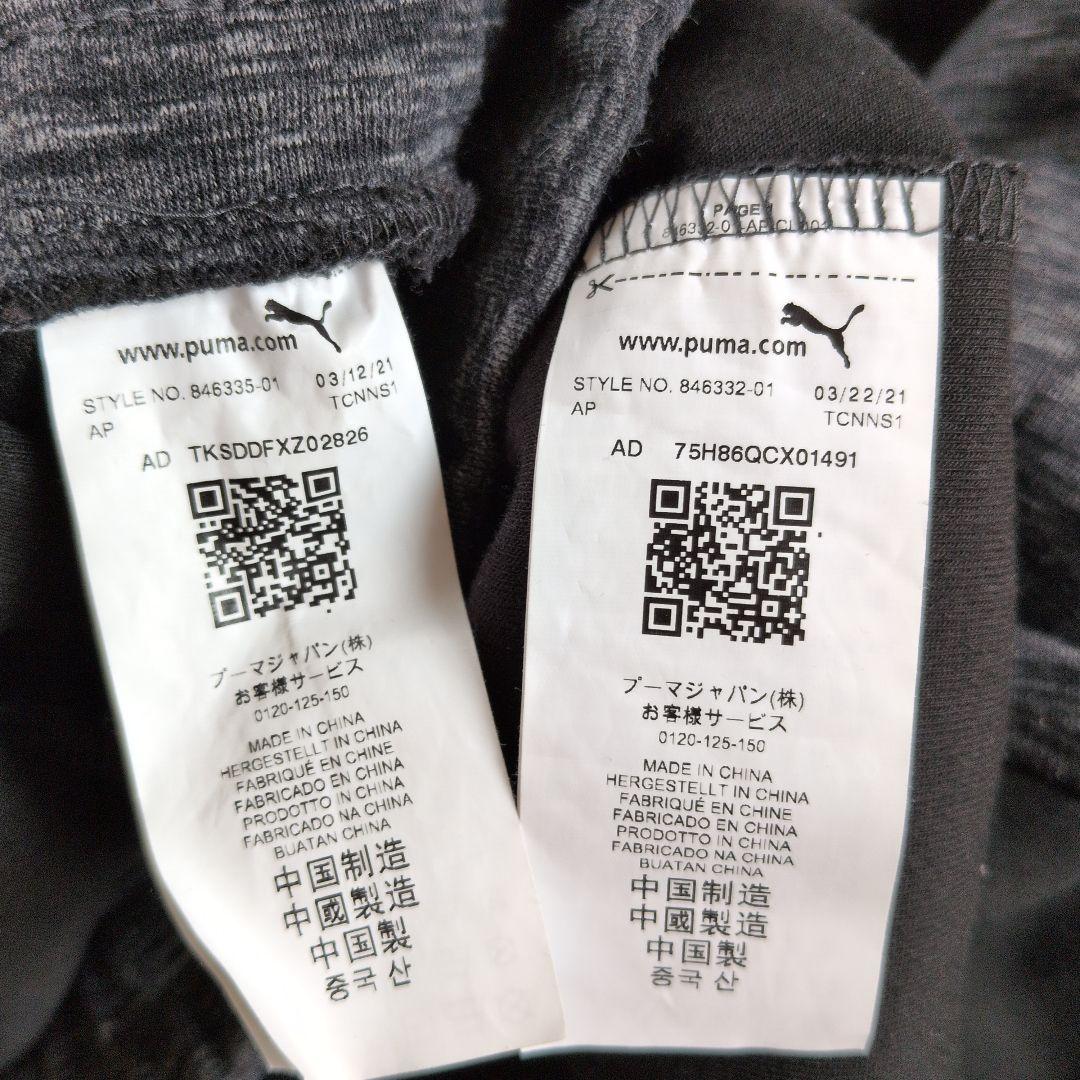 www.puma.com
STYLE NO. 846335-01 03/12/21
AP TCNNS1
AD TKSDDFXZ02826
プーマジャパン(株)
お客様サービス
0120-125-150
MADE IN CHINA
HERGESTELLT IN CHINA
FABRIQUÉ EN CHINE
FABRICADO EN CHINA
PRODOTTO IN CHINA
FABRICADO NA CHINA
BUATAN CHINA
中国制造
中國製造
中国製
중국 산
PAGE 1
www.puma.com
STYLE NO. 846332-01 03/22/21
AP TCNNS1
AD 75H86QCX01491
プーマジャパン(株)
お客様サービス
0120-125-150
MADE IN CHINA
HERGESTELLT IN CHINA
FABRIQUÉ EN CHINE
FABRICADO EN CHINA
PRODOTTO IN CHINA
FABRICADO NA CHINA
BUATAN CHINA
中国制造
中國製造
中国製
중국 산